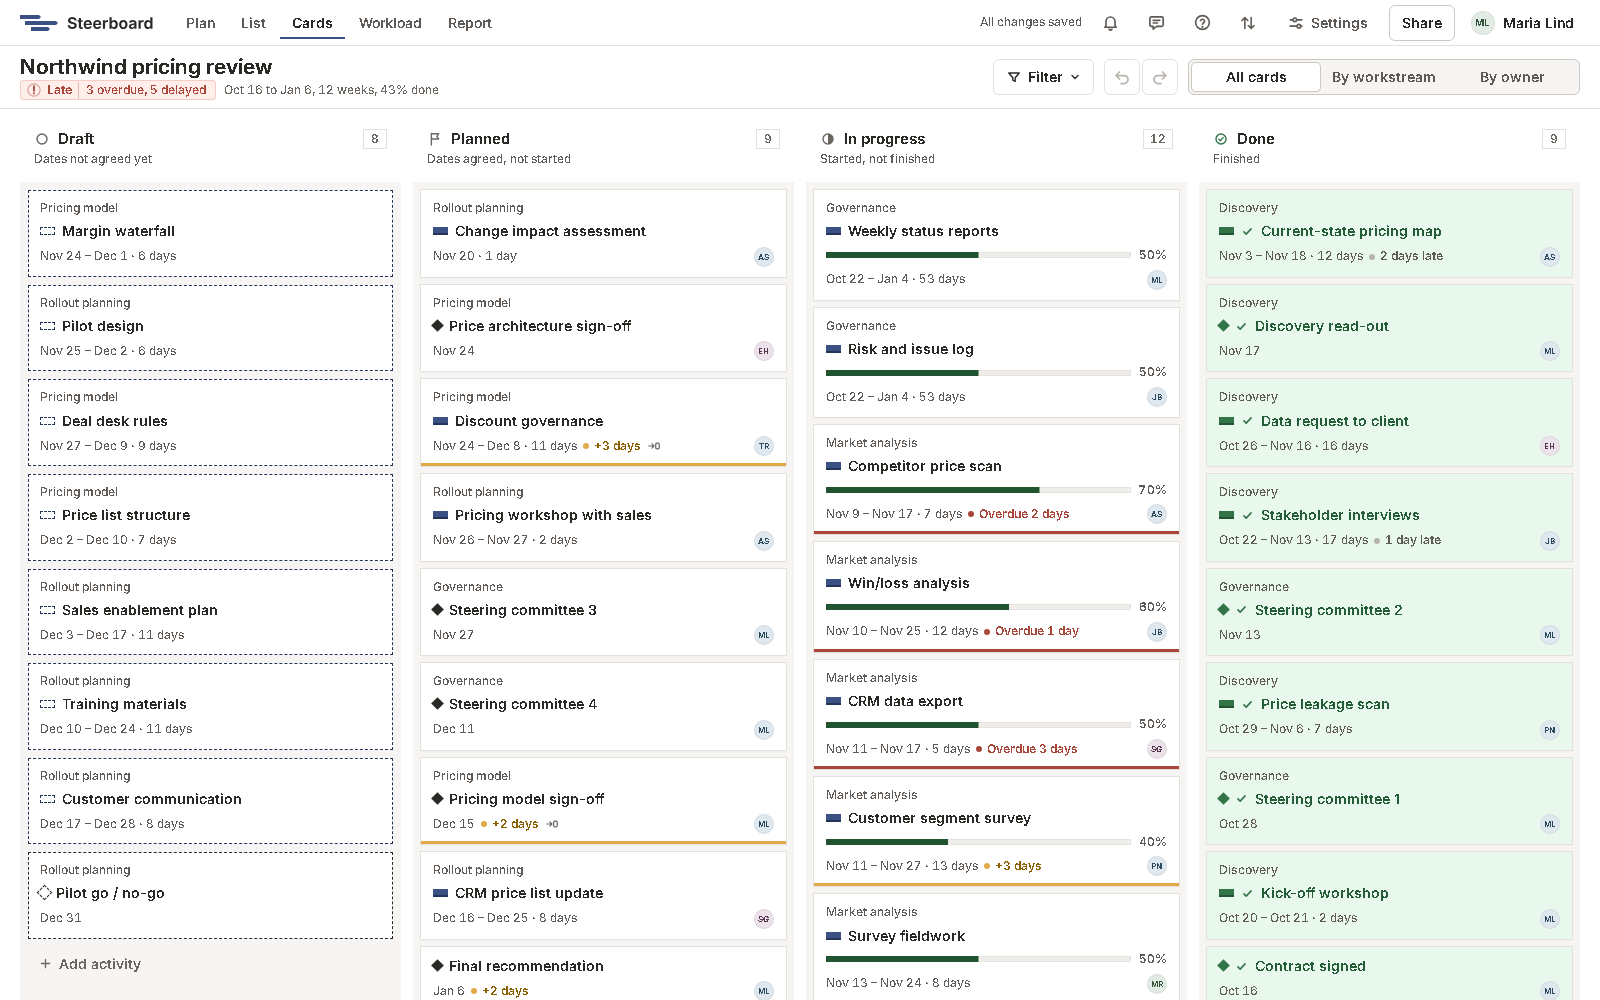 Steerboard
Plan
List
Cards
Workload
Report
All changes saved
Settings
Share
ML
Maria Lind
Northwind pricing review
Late
3 overdue, 5 delayed
Oct 16 to Jan 6, 12 weeks, 43% done
Filter
All cards
By workstream
By owner
Draft
8
Dates not agreed yet
Pricing model
Margin waterfall
Nov 24 – Dec 1 · 6 days
Rollout planning
Pilot design
Nov 25 – Dec 2 · 6 days
Pricing model
Deal desk rules
Nov 27 – Dec 9 · 9 days
Pricing model
Price list structure
Dec 2 – Dec 10 · 7 days
Rollout planning
Sales enablement plan
Dec 3 – Dec 17 · 11 days
Rollout planning
Training materials
Dec 10 – Dec 24 · 11 days
Rollout planning
Customer communication
Dec 17 – Dec 28 · 8 days
Rollout planning
Pilot go / no-go
Dec 31
+ Add activity
Planned
9
Dates agreed, not started
Rollout planning
Change impact assessment
Nov 20 · 1 day
AS
Pricing model
Price architecture sign-off
Nov 24
EH
Pricing model
Discount governance
Nov 24 – Dec 8 · 11 days
+3 days
TR
Rollout planning
Pricing workshop with sales
Nov 26 – Nov 27 · 2 days
AS
Governance
Steering committee 3
Nov 27
ML
Governance
Steering committee 4
Dec 11
ML
Pricing model
Pricing model sign-off
Dec 15
+2 days
ML
Rollout planning
CRM price list update
Dec 16 – Dec 25 · 8 days
SG
Final recommendation
Jan 6
+2 days
ML
In progress
12
Started, not finished
Governance
Weekly status reports
50%
Oct 22 – Jan 4 · 53 days
ML
Governance
Risk and issue log
50%
Oct 22 – Jan 4 · 53 days
JB
Market analysis
Competitor price scan
70%
Nov 9 – Nov 17 · 7 days
Overdue 2 days
AS
Market analysis
Win/loss analysis
60%
Nov 10 – Nov 25 · 12 days
Overdue 1 day
JB
Market analysis
CRM data export
50%
Nov 11 – Nov 17 · 5 days
Overdue 3 days
SG
Market analysis
Customer segment survey
40%
Nov 11 – Nov 27 · 13 days
+3 days
PN
Market analysis
Survey fieldwork
50%
Nov 13 – Nov 24 · 8 days
MR
Done
9
Finished
Discovery
Current-state pricing map
Nov 3 – Nov 18 · 12 days
2 days late
AS
Discovery
Discovery read-out
Nov 17
ML
Discovery
Data request to client
Oct 26 – Nov 16 · 16 days
EH
Discovery
Stakeholder interviews
Oct 22 – Nov 13 · 17 days
1 day late
JB
Governance
Steering committee 2
Nov 13
ML
Discovery
Price leakage scan
Oct 29 – Nov 6 · 7 days
PN
Governance
Steering committee 1
Oct 28
ML
Discovery
Kick-off workshop
Oct 20 – Oct 21 · 2 days
ML
Contract signed
Oct 16
ML